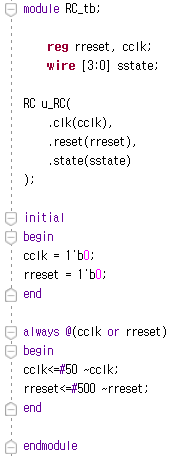 module RC_tb;
reg rreset, cclk;
wire [3:0] sstate;
RC u_RC(
.clk(cclk),
.reset(rreset),
.state(sstate)
);
initial
begin
cclk = 1'b0;
rreset = 1'b0;
end
always @(cclk or rreset)
begin
cclk<=#50 ~cclk;
rreset<=#500 ~rreset;
end
endmodule